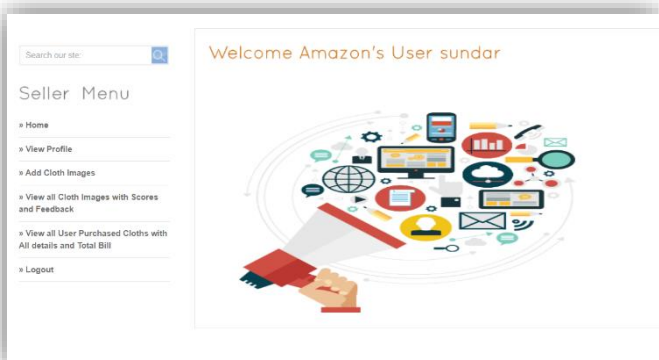 Search our site:
Welcome Amazon's User sundar
Seller Menu
» Home
» View Profile
» Add Cloth Images
» View all Cloth Images with Scores
and Feedback
» View all User Purchased Cloths with
All details and Total Bill
» Logout